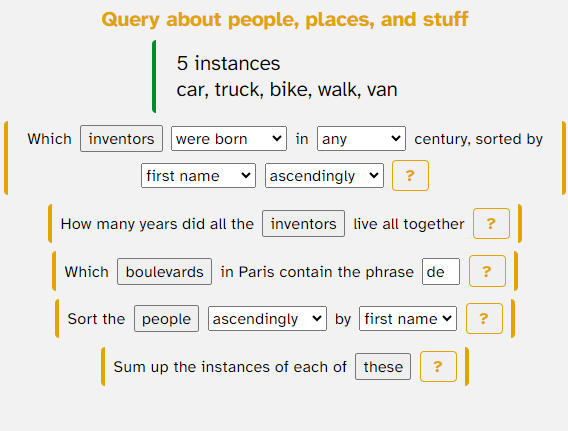 Query about people, places, and stuff
5 instances
car, truck, bike, walk, van
Which inventors were born in any century, sorted by
first name ascendingly ?
How many years did all the inventors live all together ?
Which boulevards in Paris contain the phrase de ?
Sort the people ascendingly by first name ?
Sum up the instances of each of these ?